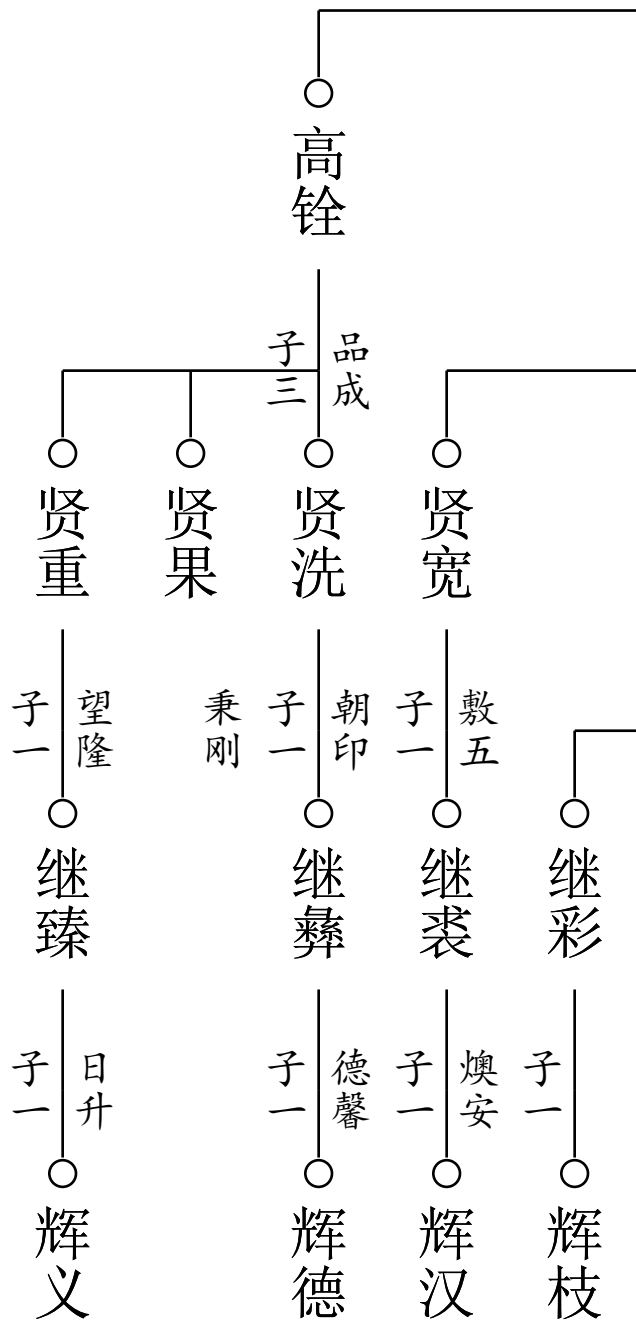 高铨
品成
子三
贤宽
贤洗
贤果
贤重
敷五
子一
朝印
子一
秉刚
望隆
子一
继彩
继裘
继彝
继臻
子一
燠安
子一
德馨
子一
日升
子一
辉枝
辉汉
辉德
辉义